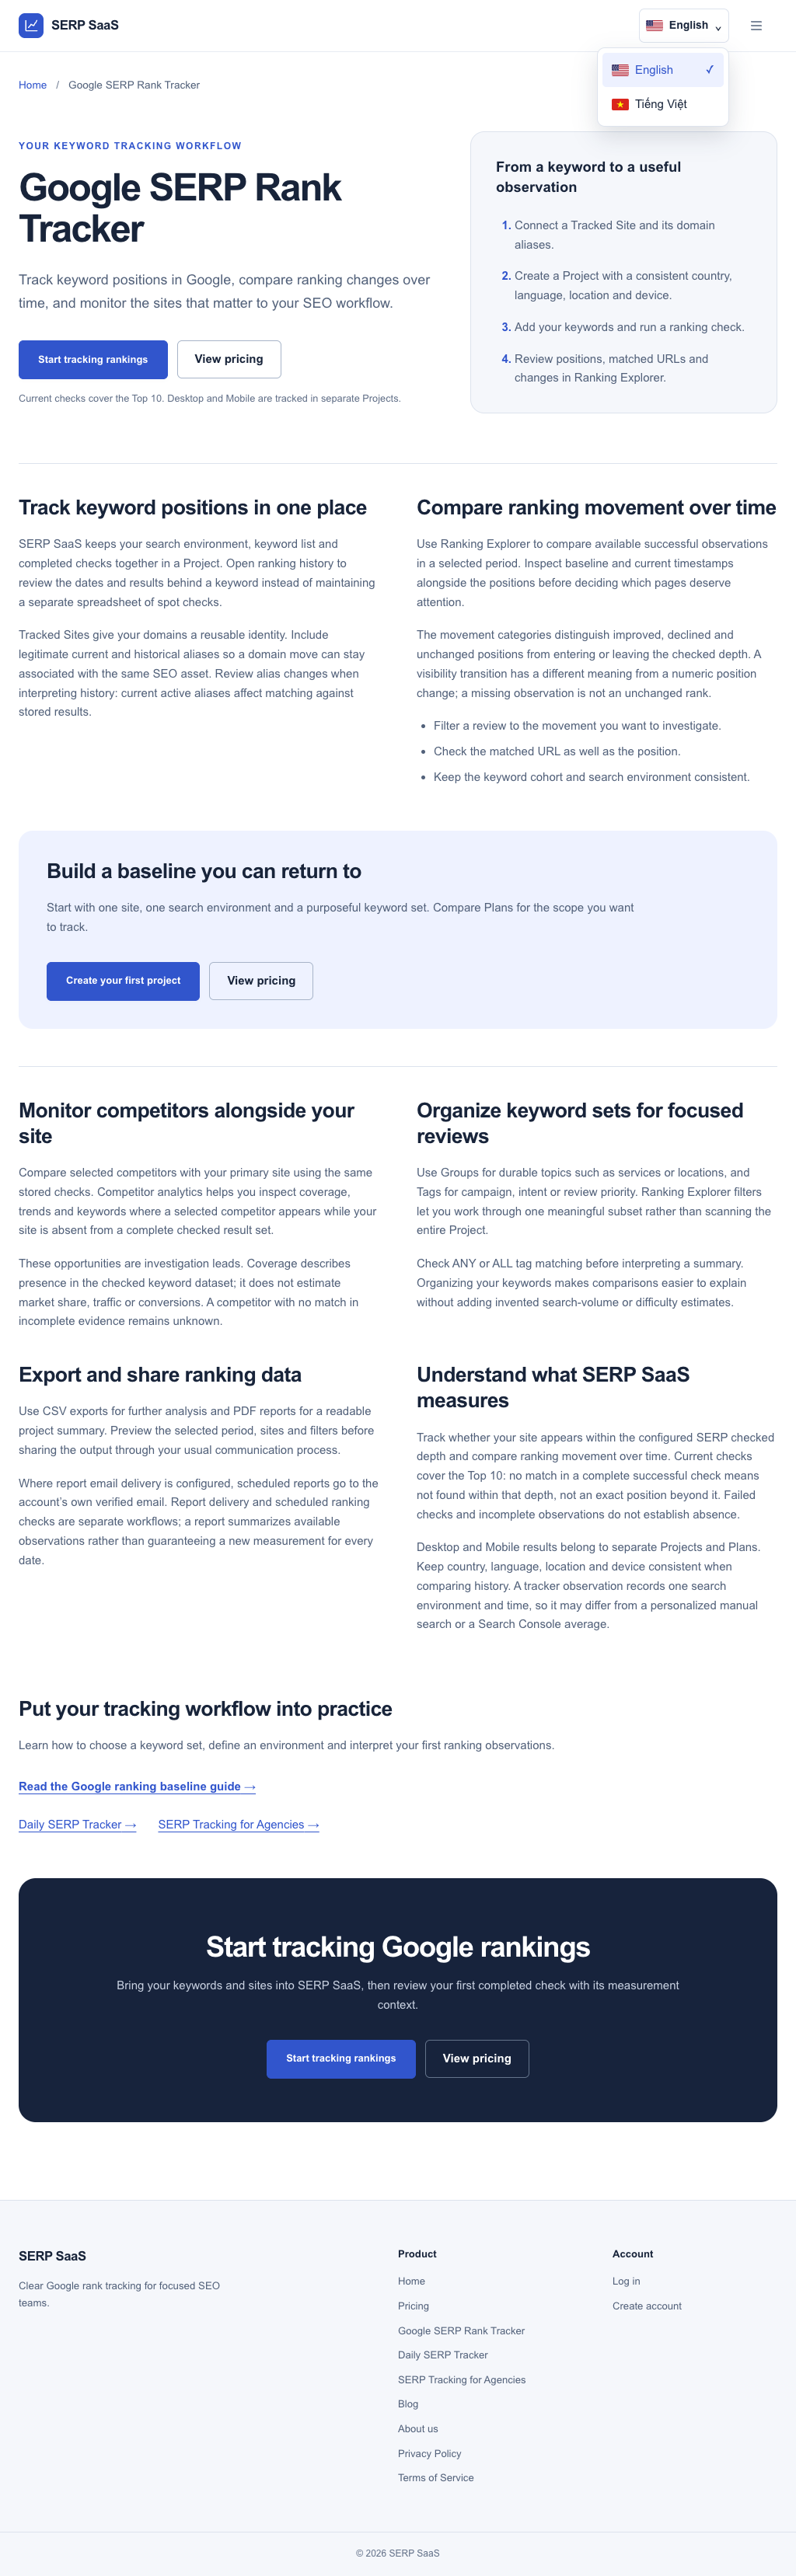 SERP SaaS
English
English
Tiếng Việt
Home / Google SERP Rank Tracker
YOUR KEYWORD TRACKING WORKFLOW
Google SERP Rank
Tracker
Track keyword positions in Google, compare ranking changes over
time, and monitor the sites that matter to your SEO workflow.
Start tracking rankings
View pricing
Current checks cover the Top 10. Desktop and Mobile are tracked in separate Projects.
From a keyword to a useful
observation
1. Connect a Tracked Site and its domain
aliases.
2. Create a Project with a consistent country,
language, location and device.
3. Add your keywords and run a ranking check.
4. Review positions, matched URLs and
changes in Ranking Explorer.
Track keyword positions in one place
SERP SaaS keeps your search environment, keyword list and
completed checks together in a Project. Open ranking history to
review the dates and results behind a keyword instead of maintaining
a separate spreadsheet of spot checks.
Tracked Sites give your domains a reusable identity. Include
legitimate current and historical aliases so a domain move can stay
associated with the same SEO asset. Review alias changes when
interpreting history: current active aliases affect matching against
stored results.
Compare ranking movement over time
Use Ranking Explorer to compare available successful observations
in a selected period. Inspect baseline and current timestamps
alongside the positions before deciding which pages deserve
attention.
The movement categories distinguish improved, declined and
unchanged positions from entering or leaving the checked depth. A
visibility transition has a different meaning from a numeric position
change; a missing observation is not an unchanged rank.
• Filter a review to the movement you want to investigate.
• Check the matched URL as well as the position.
• Keep the keyword cohort and search environment consistent.
Build a baseline you can return to
Start with one site, one search environment and a purposeful keyword set. Compare Plans for the scope you want
to track.
Create your first project
View pricing
Monitor competitors alongside your
site
Compare selected competitors with your primary site using the same
stored checks. Competitor analytics helps you inspect coverage,
trends and keywords where a selected competitor appears while your
site is absent from a complete checked result set.
These opportunities are investigation leads. Coverage describes
presence in the checked keyword dataset; it does not estimate
market share, traffic or conversions. A competitor with no match in
incomplete evidence remains unknown.
Organize keyword sets for focused
reviews
Use Groups for durable topics such as services or locations, and
Tags for campaign, intent or review priority. Ranking Explorer filters
let you work through one meaningful subset rather than scanning the
entire Project.
Check ANY or ALL tag matching before interpreting a summary.
Organizing your keywords makes comparisons easier to explain
without adding invented search-volume or difficulty estimates.
Export and share ranking data
Use CSV exports for further analysis and PDF reports for a readable
project summary. Preview the selected period, sites and filters before
sharing the output through your usual communication process.
Where report email delivery is configured, scheduled reports go to the
account's own verified email. Report delivery and scheduled ranking
checks are separate workflows; a report summarizes available
observations rather than guaranteeing a new measurement for every
date.
Understand what SERP SaaS
measures
Track whether your site appears within the configured SERP checked
depth and compare ranking movement over time. Current checks
cover the Top 10: no match in a complete successful check means
not found within that depth, not an exact position beyond it. Failed
checks and incomplete observations do not establish absence.
Desktop and Mobile results belong to separate Projects and Plans.
Keep country, language, location and device consistent when
comparing history. A tracker observation records one search
environment and time, so it may differ from a personalized manual
search or a Search Console average.
Put your tracking workflow into practice
Learn how to choose a keyword set, define an environment and interpret your first ranking observations.
Read the Google ranking baseline guide →
Daily SERP Tracker → SERP Tracking for Agencies →
Start tracking Google rankings
Bring your keywords and sites into SERP SaaS, then review your first completed check with its measurement
context.
Start tracking rankings
View pricing
SERP SaaS
Clear Google rank tracking for focused SEO
teams.
Product
Home
Pricing
Google SERP Rank Tracker
Daily SERP Tracker
SERP Tracking for Agencies
Blog
About us
Privacy Policy
Terms of Service
Account
Log in
Create account
© 2026 SERP SaaS